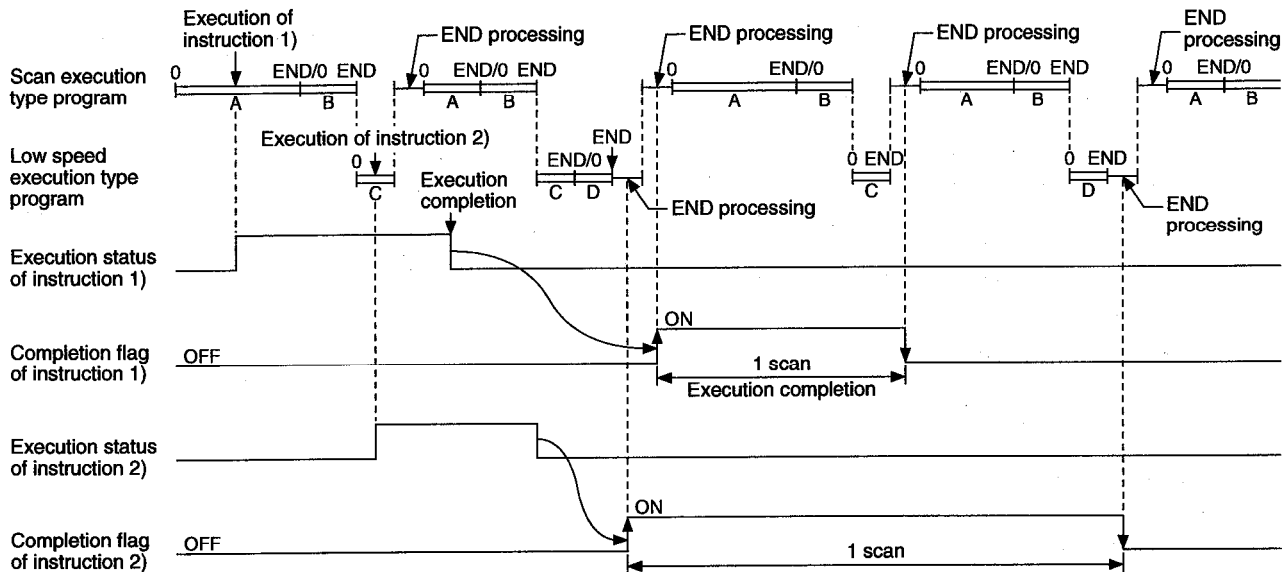 Execution of
instruction 1)
END processing
END processing
END processing
END
processing
Scan execution
type program
0 END/0 END 0 END/0 END 0 END/0 0 END/0 END 0 END/0
A B A B A B A B A B
Execution of instruction 2)
END
Low speed
execution type
program
0 END/0 0 END 0 END
C C D C D
Execution
completion
END processing
END
processing
Execution status
of instruction 1)
ON
Completion flag
of instruction 1)
OFF
1 scan
Execution completion
Execution status
of instruction 2)
ON
Completion flag
of instruction 2)
OFF
1 scan